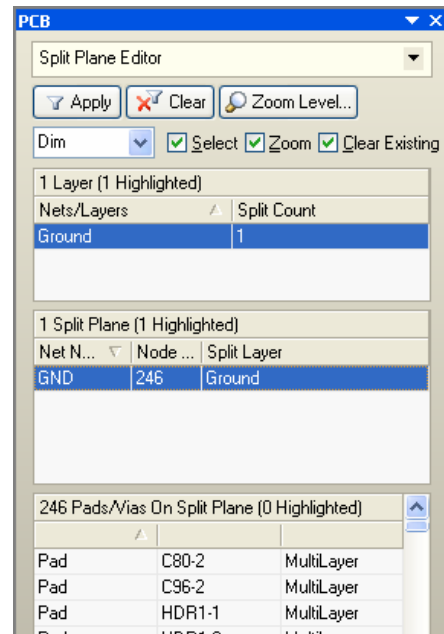 PCB
Split Plane Editor
Apply Clear Zoom Level...
Dim Select Zoom Clear Existing
1 Layer (1 Highlighted)
Nets/Layers Split Count
Ground 1
1 Split Plane (1 Highlighted)
Net N... Node ... Split Layer
GND 246 Ground
246 Pads/Vias On Split Plane (0 Highlighted)
Pad C80-2 MultiLayer
Pad C96-2 MultiLayer
Pad HDR1-1 MultiLayer